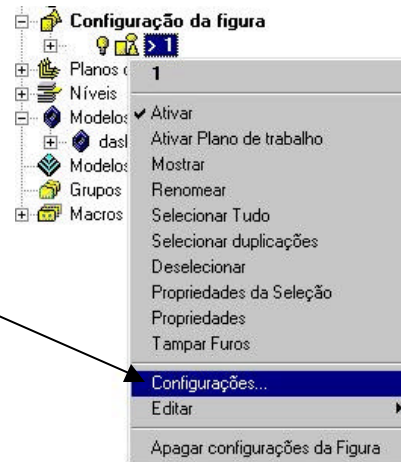 Configuração da figura
> 1
Planos
1
Níveis
Ativar
Modelos
Ativar Plano de trabalho
Mostrar
Modelos
Renomear
Grupos
Selecionar Tudo
Macros
Selecionar duplicações
Deselecionar
Propriedades da Seleção
Propriedades
Tampar Furos
Configurações...
Editar
Apagar configurações da Figura